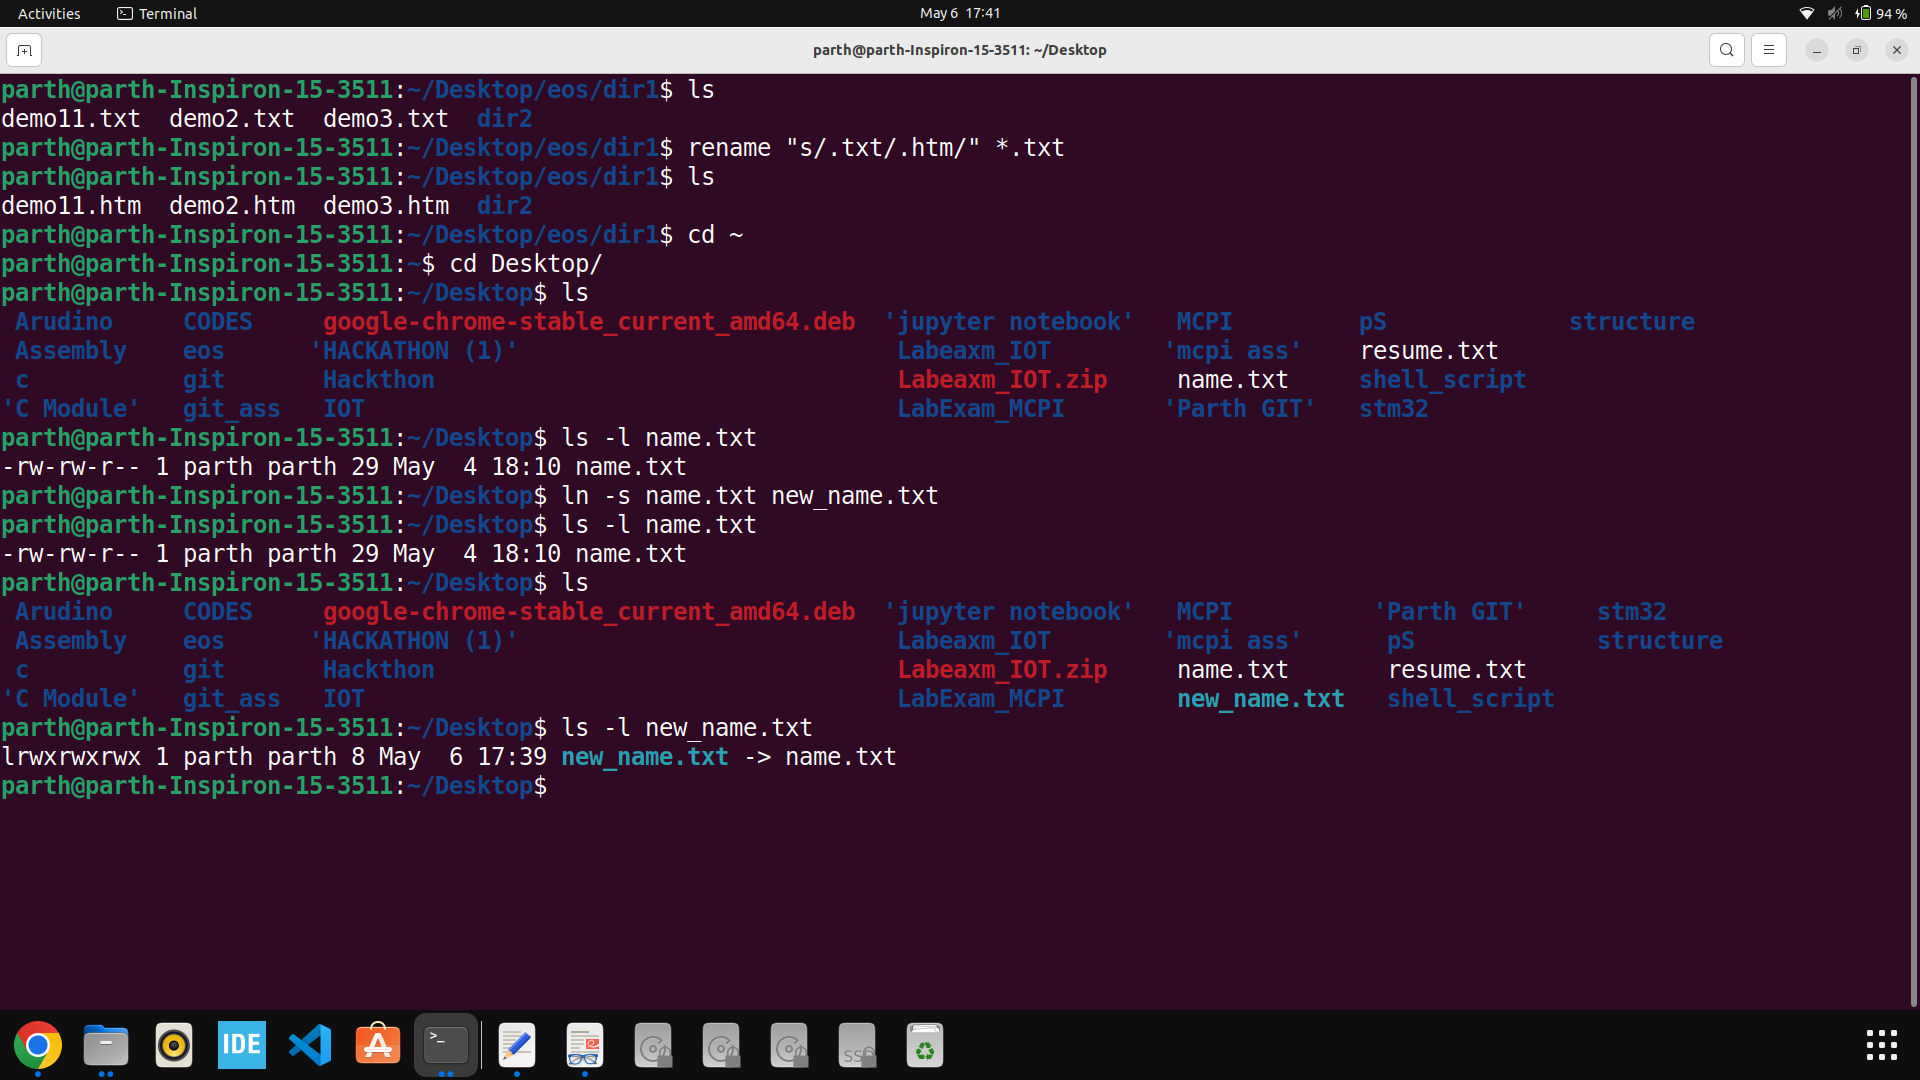 Activities Terminal May 6 17:41 94 %
parth@parth-Inspiron-15-3511: ~/Desktop
parth@parth-Inspiron-15-3511:~/Desktop/eos/dir1$ ls
demo11.txt demo2.txt demo3.txt dir2
parth@parth-Inspiron-15-3511:~/Desktop/eos/dir1$ rename "s/.txt/.htm/" *.txt
parth@parth-Inspiron-15-3511:~/Desktop/eos/dir1$ ls
demo11.htm demo2.htm demo3.htm dir2
parth@parth-Inspiron-15-3511:~/Desktop/eos/dir1$ cd ~
parth@parth-Inspiron-15-3511:~$ cd Desktop/
parth@parth-Inspiron-15-3511:~/Desktop$ ls
Arudino CODES google-chrome-stable_current_amd64.deb 'jupyter notebook' MCPI pS structure
Assembly eos 'HACKATHON (1)' Labeaxm_IOT 'mcpi ass' resume.txt
c git Hackthon Labeaxm_IOT.zip name.txt shell_script
'C Module' git_ass IOT LabExam_MCPI 'Parth GIT' stm32
parth@parth-Inspiron-15-3511:~/Desktop$ ls -l name.txt
-rw-rw-r-- 1 parth parth 29 May 4 18:10 name.txt
parth@parth-Inspiron-15-3511:~/Desktop$ ln -s name.txt new_name.txt
parth@parth-Inspiron-15-3511:~/Desktop$ ls -l name.txt
-rw-rw-r-- 1 parth parth 29 May 4 18:10 name.txt
parth@parth-Inspiron-15-3511:~/Desktop$ ls
Arudino CODES google-chrome-stable_current_amd64.deb 'jupyter notebook' MCPI 'Parth GIT' stm32
Assembly eos 'HACKATHON (1)' Labeaxm_IOT 'mcpi ass' pS structure
c git Hackthon Labeaxm_IOT.zip name.txt resume.txt
'C Module' git_ass IOT LabExam_MCPI new_name.txt shell_script
parth@parth-Inspiron-15-3511:~/Desktop$ ls -l new_name.txt
lrwxrwxrwx 1 parth parth 8 May 6 17:39 new_name.txt -> name.txt
parth@parth-Inspiron-15-3511:~/Desktop$
IDE >_ SSD